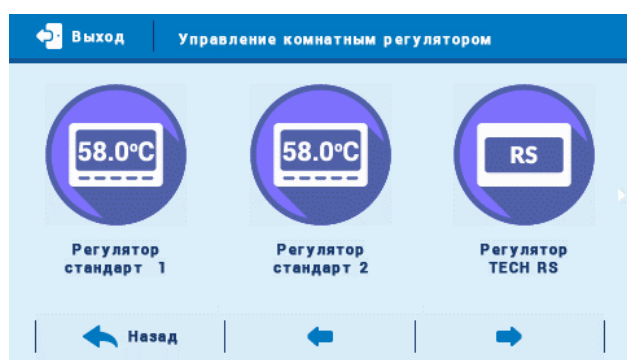 Выход
Управление комнатным регулятором
58.0°C
58.0°C
RS
Регулятор
стандарт 1
Регулятор
стандарт 2
Регулятор
TECH RS
Назад